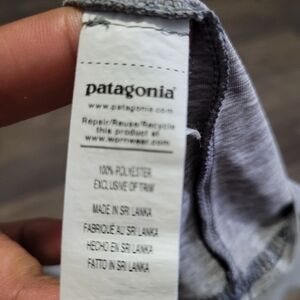 patagonia
www.patagonia.com
Repair/Reuse/Recycle
this product at
www.wornwear.com
100% POLYESTER
EXCLUSIVE OF TRIM
MADE IN SRI LANKA
FABRIQUÉ AU SRI LANKA
HECHO EN SRI LANKA
FATTO IN SRI LANKA